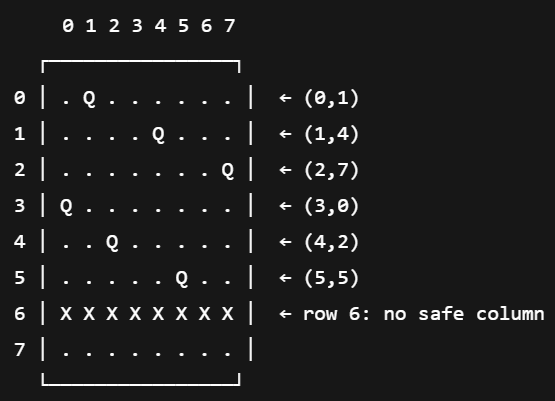 0 1 2 3 4 5 6 7
┌─────────────────┐
0 │ . Q . . . . . . │ ← (0,1)
1 │ . . . . Q . . . │ ← (1,4)
2 │ . . . . . . . Q │ ← (2,7)
3 │ Q . . . . . . . │ ← (3,0)
4 │ . . Q . . . . . │ ← (4,2)
5 │ . . . . . Q . . │ ← (5,5)
6 │ X X X X X X X X │ ← row 6: no safe column
7 │ . . . . . . . . │
└─────────────────┘